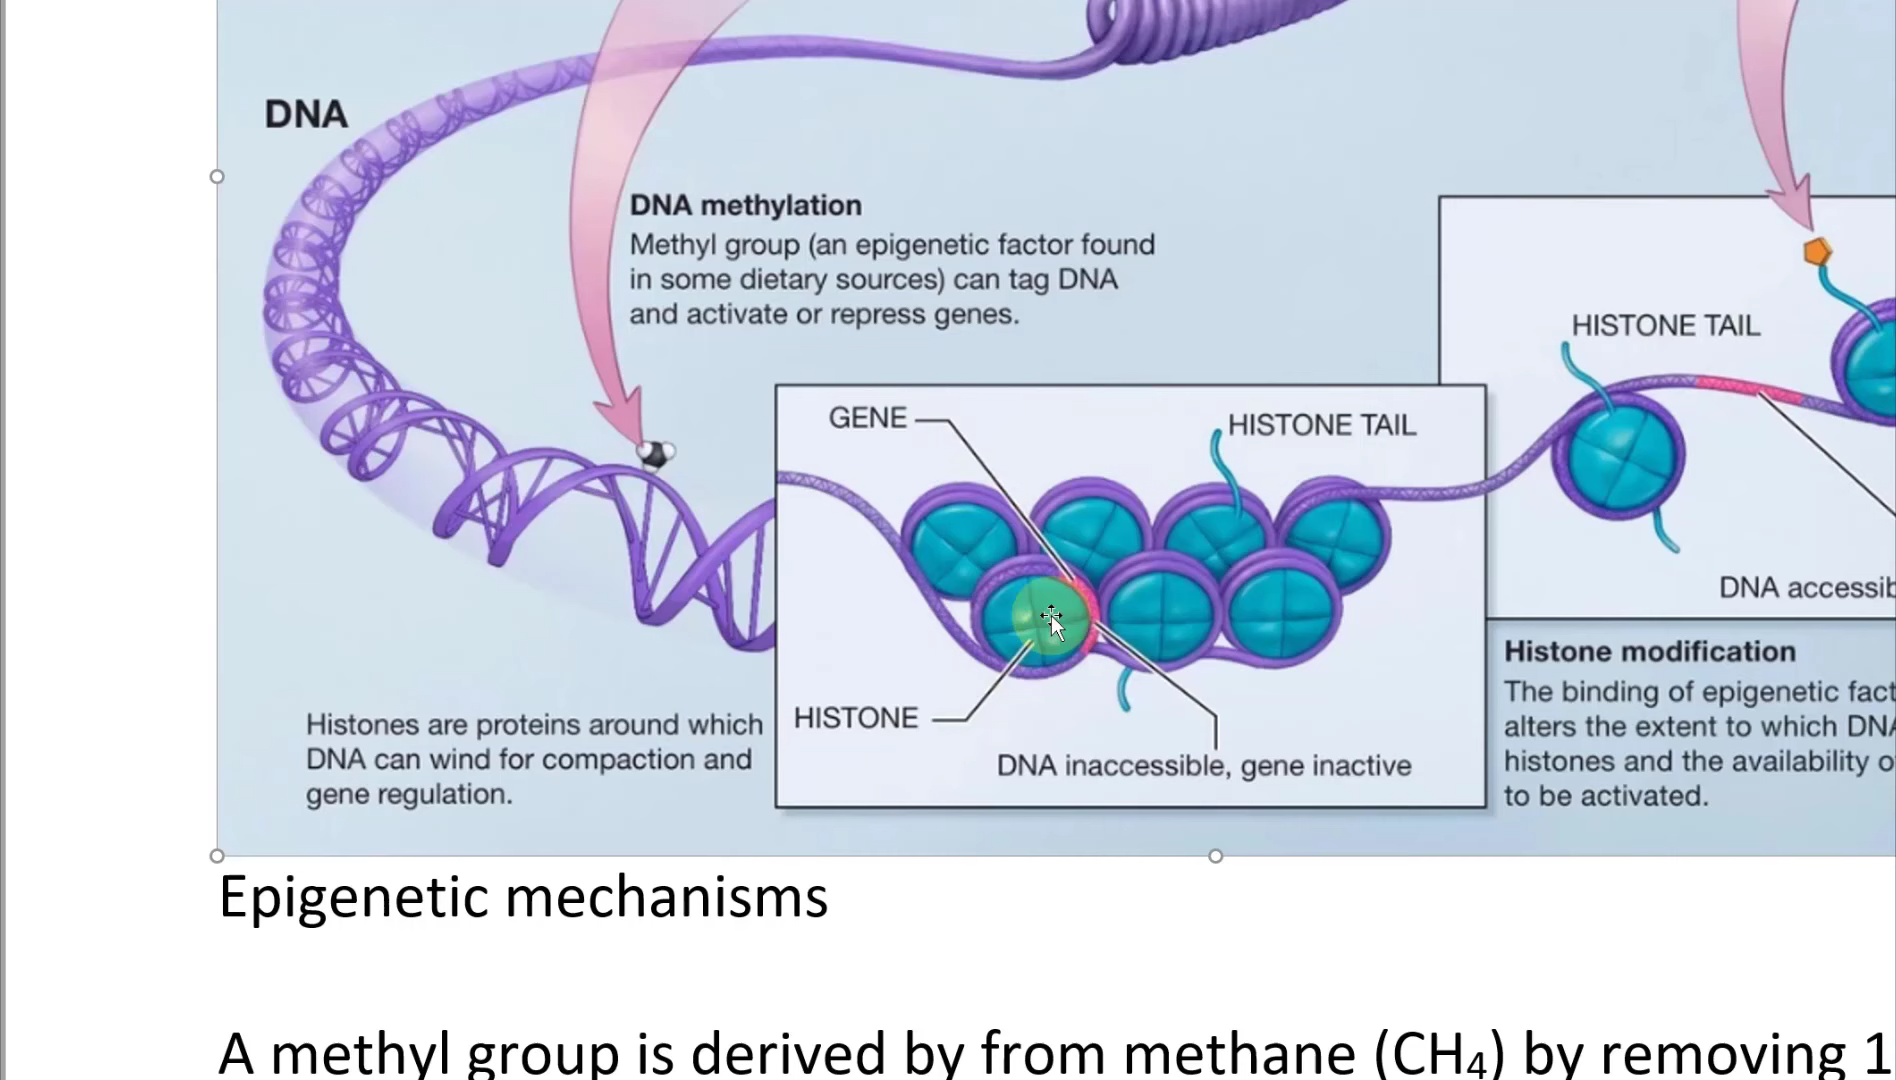 DNA
DNA methylation
Methyl group (an epigenetic factor found
in some dietary sources) can tag DNA
and activate or repress genes.
HISTONE TAIL
GENE
HISTONE TAIL
DNA accessib
HISTONE
DNA inaccessible, gene inactive
Histones are proteins around which
DNA can wind for compaction and
gene regulation.
Histone modification
The binding of epigenetic fact
alters the extent to which DNA
histones and the availability o
to be activated.
Epigenetic mechanisms
A methyl group is derived by from methane (CH₄) by removing 1